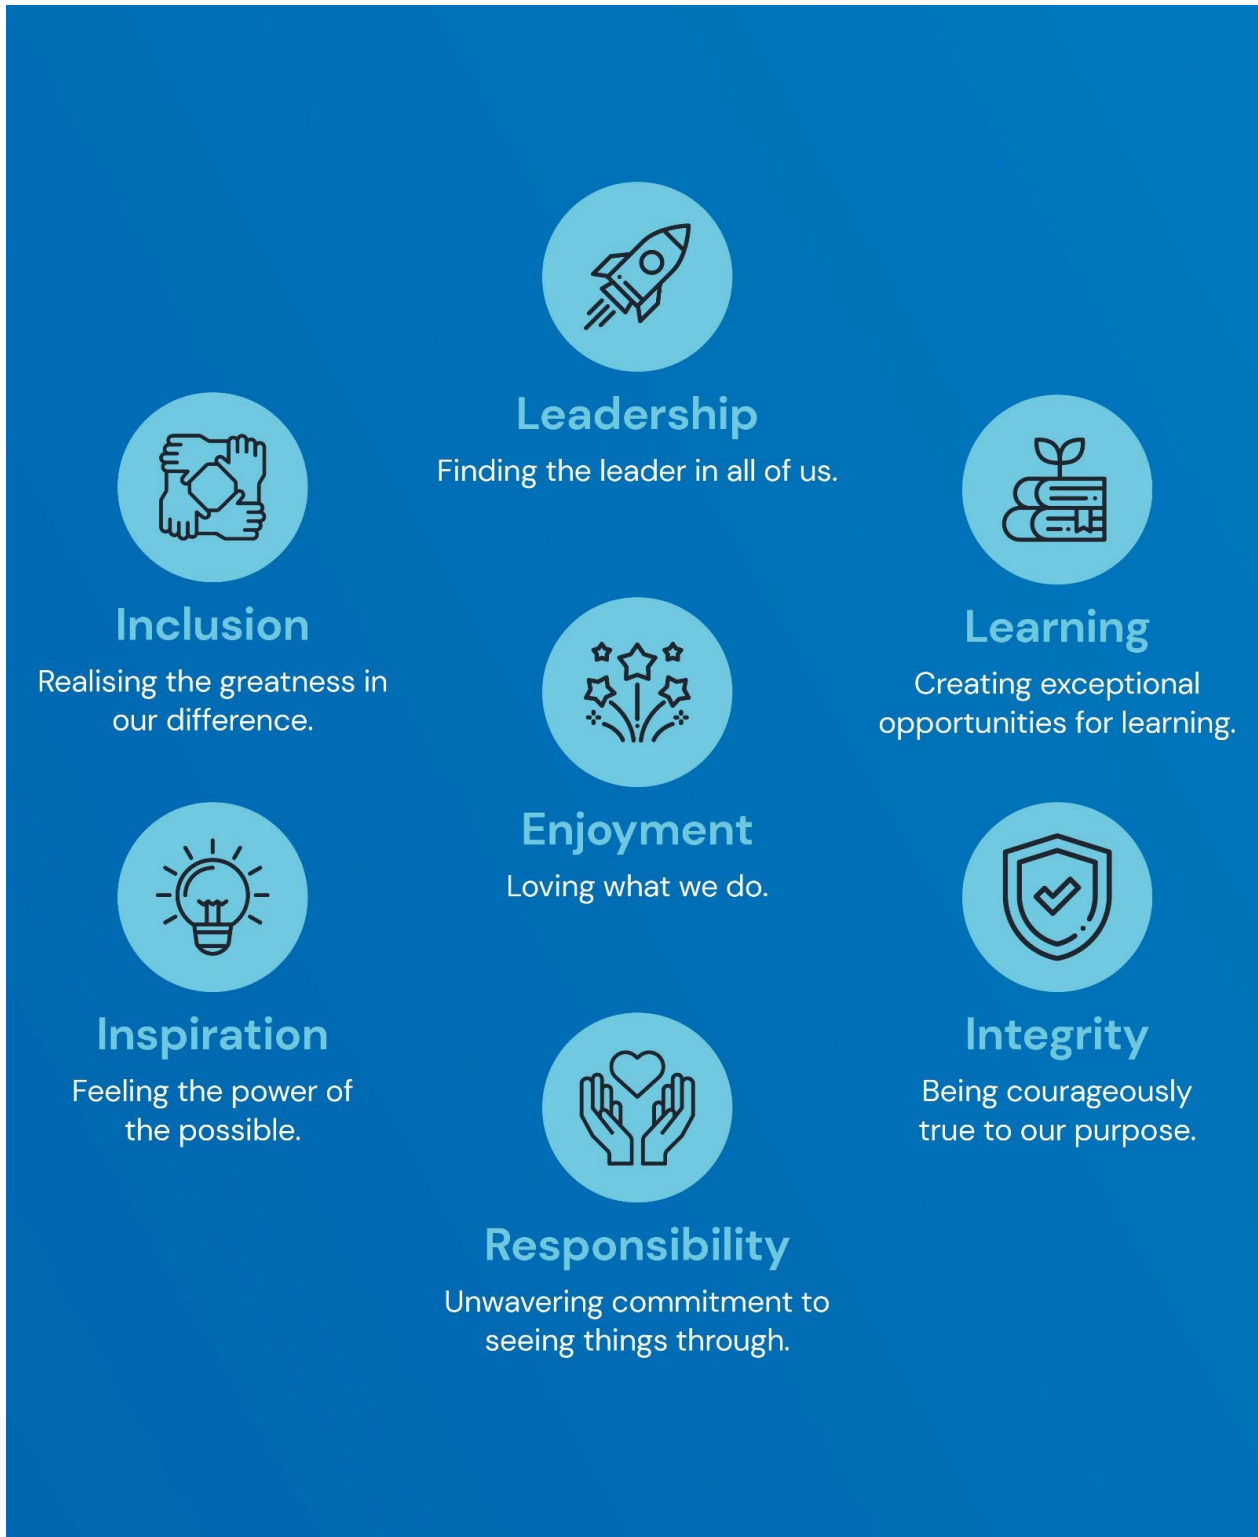 Leadership
Finding the leader in all of us.
Inclusion
Realising the greatness in
our difference.
Learning
Creating exceptional
opportunities for learning.
Enjoyment
Loving what we do.
Inspiration
Feeling the power of
the possible.
Integrity
Being courageously
true to our purpose.
Responsibility
Unwavering commitment to
seeing things through.